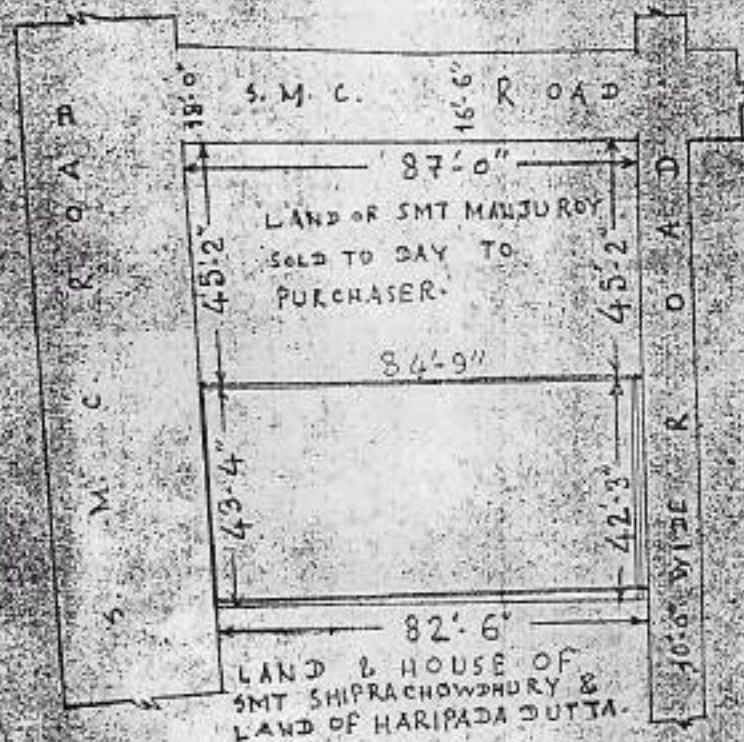 S. M. C. ROAD
18'-0"
16'-6"
87'-0"
LAND OF SMT MANJU ROY
SOLD TO DAY TO
PURCHASER.
45'-2"
45'-2"
84'-9"
43'-4"
42'-3"
82'-6"
LAND & HOUSE OF
SMT SHIPRA CHOWDHURY &
LAND OF HARIPADA DUTTA.
S. M. C. ROAD
WIDE ROAD